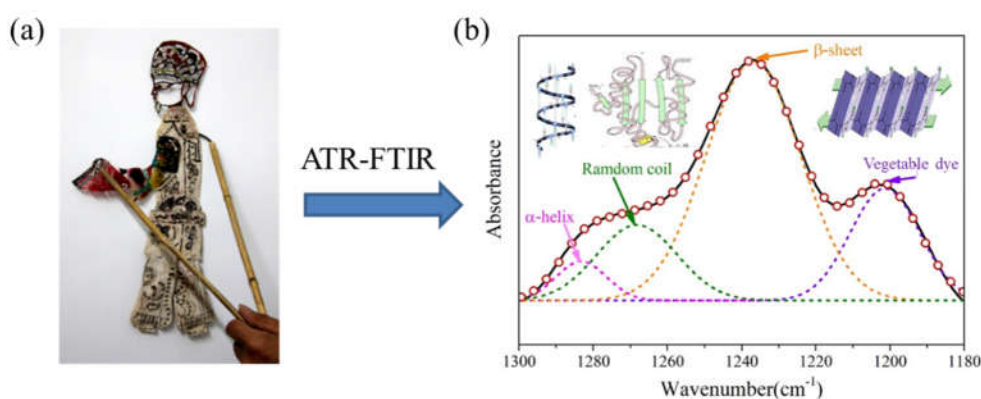 (a)
ATR-FTIR
(b)
β-sheet
Ramdom coil
Vegetable dye
α-helix
Absorbance
1300
1280
1260
1240
1220
1200
1180
Wavenumber(cm⁻¹)